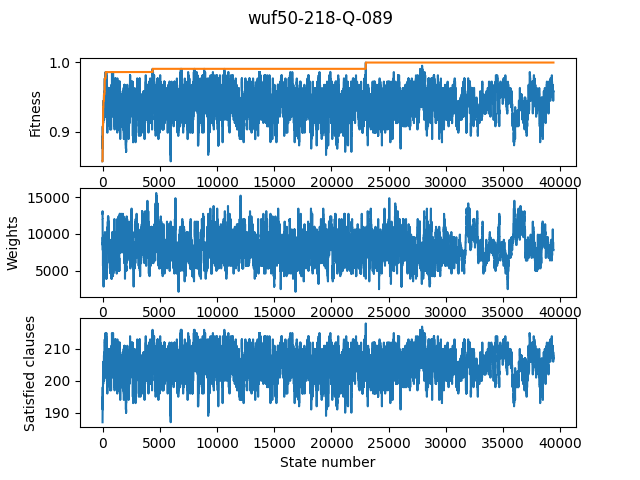 wuf50-218-Q-089
1.0
0.9
Fitness
0 5000 10000 15000 20000 25000 30000 35000 40000
15000
10000
5000
Weights
0 5000 10000 15000 20000 25000 30000 35000 40000
210
200
190
Satisfied clauses
0 5000 10000 15000 20000 25000 30000 35000 40000
State number